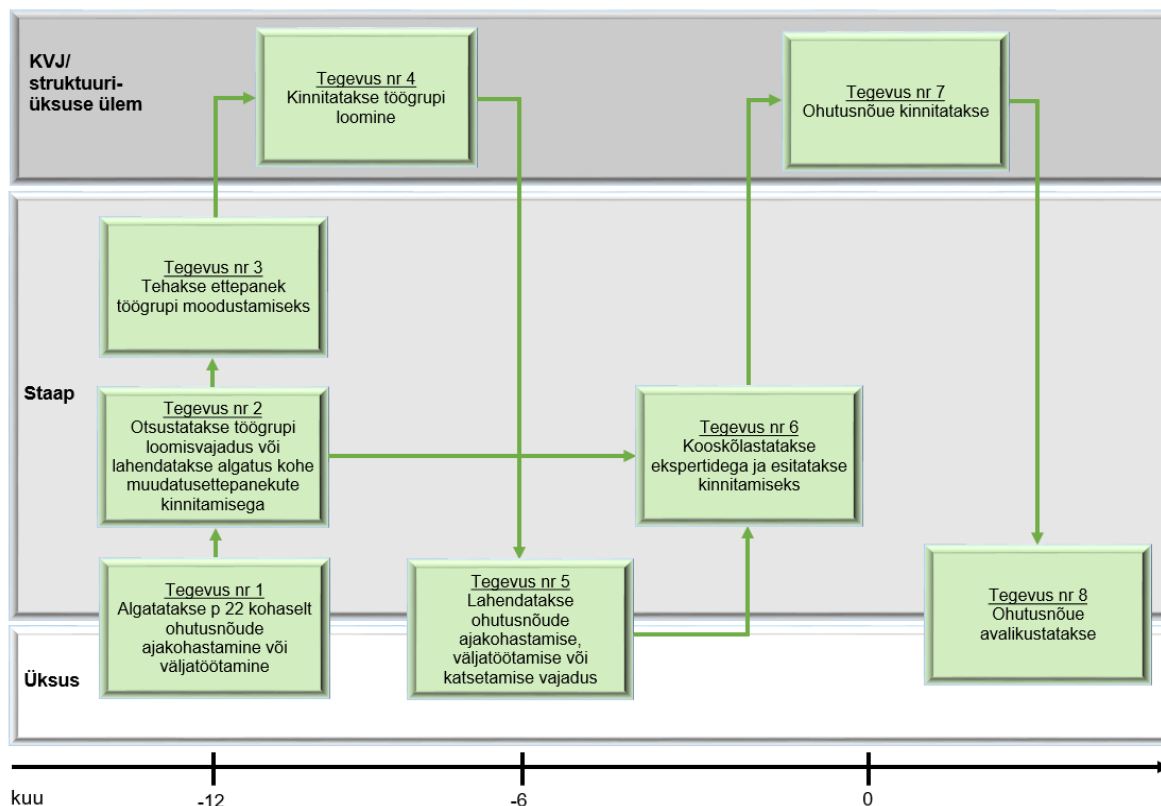 KVJ/
struktuuri-
üksuse ülem
Tegevus nr 4
Kinnitatakse töögrupi
loomine
Tegevus nr 7
Ohutusnõue kinnitatakse
Tegevus nr 3
Tehakse ettepanek
töögrupi moodustamiseks
Staap
Tegevus nr 2
Otsustatakse töögrupi
loomisvajadus või
lahendatakse algatus kohe
muudatusettepanekute
kinnitamisega
Tegevus nr 6
Kooskõlastatakse
ekspertidega ja esitatakse
kinnitamiseks
Tegevus nr 1
Algatatakse p 22 kohaselt
ohutusnõude
ajakohastamine või
väljatöötamine
Tegevus nr 5
Lahendatakse
ohutusnõude
ajakohastamise,
väljatöötamise või
katsetamise vajadus
Tegevus nr 8
Ohutusnõue
avalikustatakse
Üksus
kuu
-12
-6
0